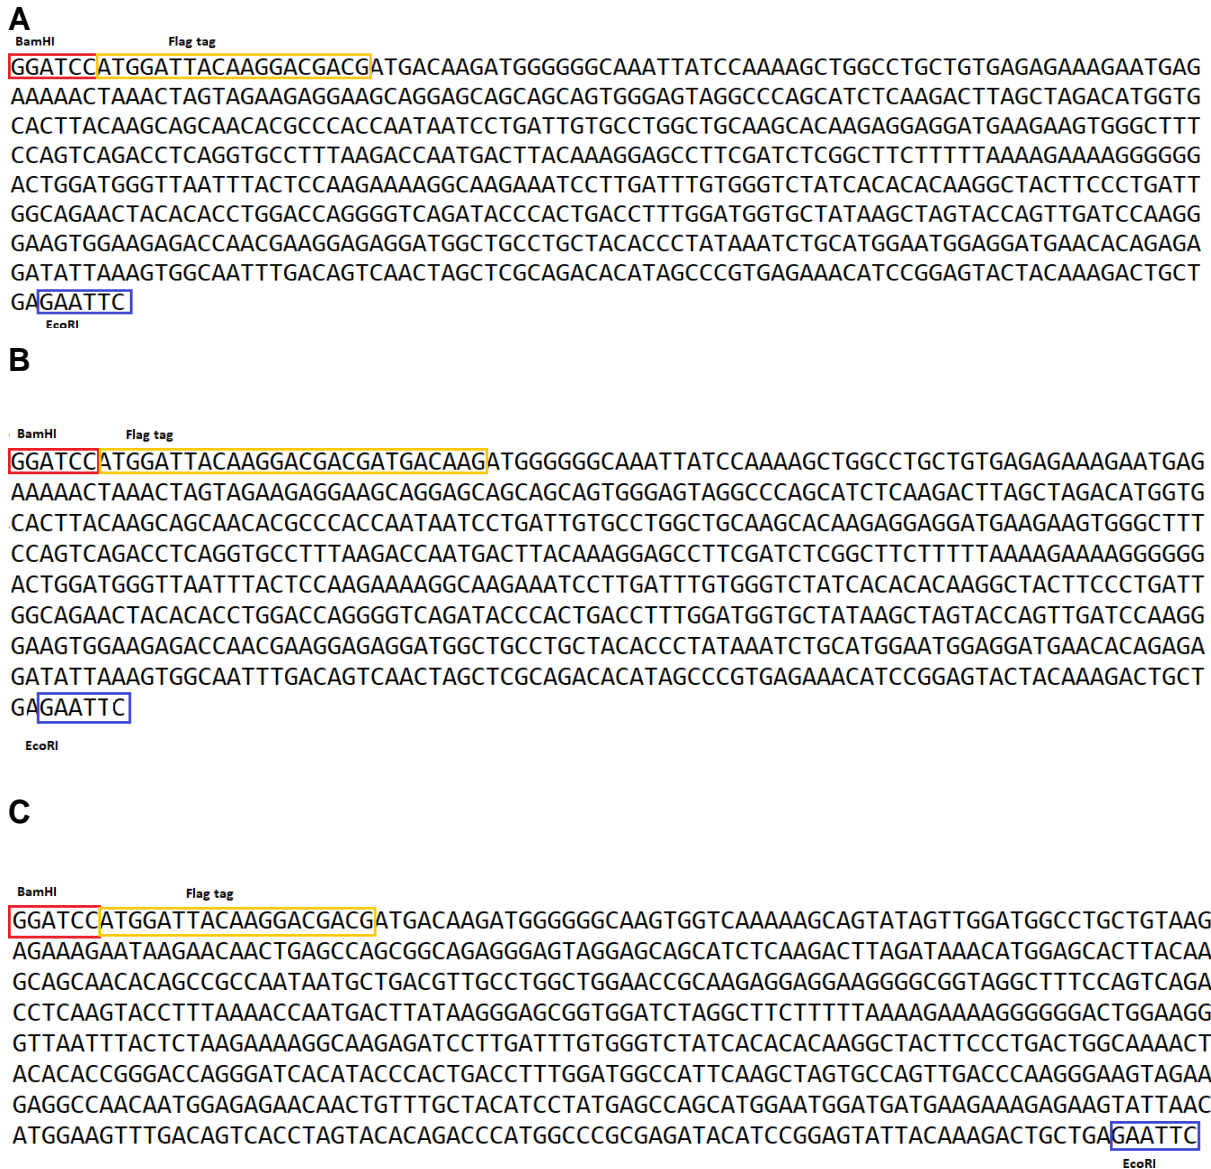 A
BamHI Flag tag
GGATCCATGGATTACAAGGACGACGATGACAAGATGGGGGGCAAATTATCCAAAAGCTGGCCTGCTGTGAGAGAAAGAATGAG
AAAAACTAAACTAGTAGAAGAGGAAGCAGGAGCAGCAGCAGTGGGAGTAGGCCCAGCATCTCAAGACTTAGCTAGACATGGTG
CACTTACAAGCAGCAACACGCCCACCAATAATCCTGATTGTGCCTGGCTGCAAGCACAAGAGGAGGATGAAGAAGTGGGCTTT
CCAGTCAGACCTCAGGTGCCTTTAAGACCAATGACTTACAAAGGAGCCTTCGATCTCGGCTTCTTTTTAAAAGAAAAGGGGGG
ACTGGATGGGTTAATTTACTCCAAGAAAAGGCAAGAAATCCTTGATTTGTGGGTCTATCACACACAAGGCTACTTCCCTGATT
GGCAGAACTACACACCTGGACCAGGGGTCAGATACCCACTGACCTTTGGATGGTGCTATAAGCTAGTACCAGTTGATCCAAGG
GAAGTGGAAGAGACCAACGAAGGAGAGGATGGCTGCCTGCTACACCCTATAAATCTGCATGGAATGGAGGATGAACACAGAGA
GATATTAAAGTGGCAATTTGACAGTCAACTAGCTCGCAGACACATAGCCCGTGAGAAACATCCGGAGTACTACAAAGACTGCT
GAGAATTC
EcoRI
B
BamHI Flag tag
GGATCCATGGATTACAAGGACGACGATGACAAGATGGGGGGCAAATTATCCAAAAGCTGGCCTGCTGTGAGAGAAAGAATGAG
AAAAACTAAACTAGTAGAAGAGGAAGCAGGAGCAGCAGCAGTGGGAGTAGGCCCAGCATCTCAAGACTTAGCTAGACATGGTG
CACTTACAAGCAGCAACACGCCCACCAATAATCCTGATTGTGCCTGGCTGCAAGCACAAGAGGAGGATGAAGAAGTGGGCTTT
CCAGTCAGACCTCAGGTGCCTTTAAGACCAATGACTTACAAAGGAGCCTTCGATCTCGGCTTCTTTTTAAAAGAAAAGGGGGG
ACTGGATGGGTTAATTTACTCCAAGAAAAGGCAAGAAATCCTTGATTTGTGGGTCTATCACACACAAGGCTACTTCCCTGATT
GGCAGAACTACACACCTGGACCAGGGGTCAGATACCCACTGACCTTTGGATGGTGCTATAAGCTAGTACCAGTTGATCCAAGG
GAAGTGGAAGAGACCAACGAAGGAGAGGATGGCTGCCTGCTACACCCTATAAATCTGCATGGAATGGAGGATGAACACAGAGA
GATATTAAAGTGGCAATTTGACAGTCAACTAGCTCGCAGACACATAGCCCGTGAGAAACATCCGGAGTACTACAAAGACTGCT
GAGAATTC
EcoRI
C
BamHI Flag tag
GGATCCATGGATTACAAGGACGACGATGACAAGATGGGGGGCAAGTGGTCAAAAAGCAGTATAGTTGGATGGCCTGCTGTAAG
AGAAAGAATAAGAACAACTGAGCCAGCGGCAGAGGGAGTAGGAGCAGCATCTCAAGACTTAGATAAACATGGAGCACTTACAA
GCAGCAACACAGCCGCCAATAATGCTGACGTTGCCTGGCTGGAACCGCAAGAGGAGGAAGGGGCGGTAGGCTTTCCAGTCAGA
CCTCAAGTACCTTTAAAACCAATGACTTATAAGGGAGCGGTGGATCTAGGCTTCTTTTTAAAAGAAAAGGGGGGACTGGAAGG
GTTAATTTACTCTAAGAAAAGGCAAGAGATCCTTGATTTGTGGGTCTATCACACACAAGGCTACTTCCCTGACTGGCAAAACT
ACACACCGGGACCAGGGATCACATACCCACTGACCTTTGGATGGCCATTCAAGCTAGTGCCAGTTGACCCAAGGGAAGTAGAA
GAGGCCAACAATGGAGAGAACAACTGTTTGCTACATCCTATGAGCCAGCATGGAATGGATGATGAAGAAAGAGAAGTATTAAC
ATGGAAGTTTGACAGTCACCTAGTACACAGACCCATGGCCCGCGAGATACATCCGGAGTATTACAAAGACTGCTGAGAATTC
EcoRI